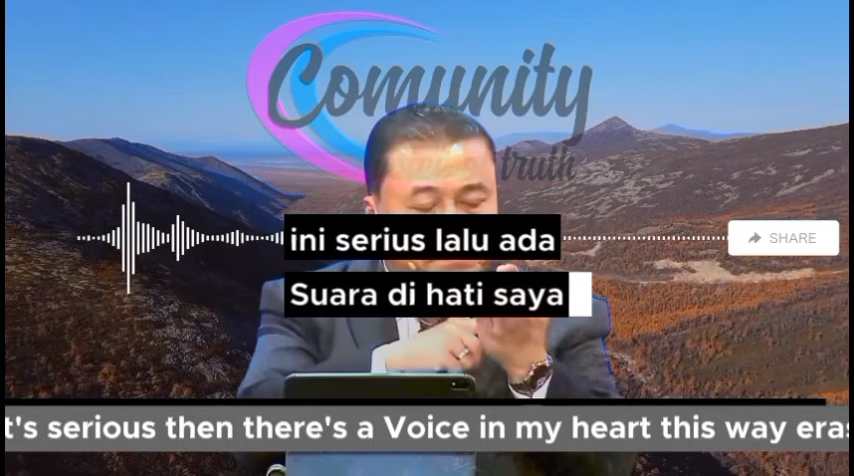 Comunity
truth
ini serius lalu ada
SHARE
Suara di hati saya
t's serious then there's a Voice in my heart this way eras